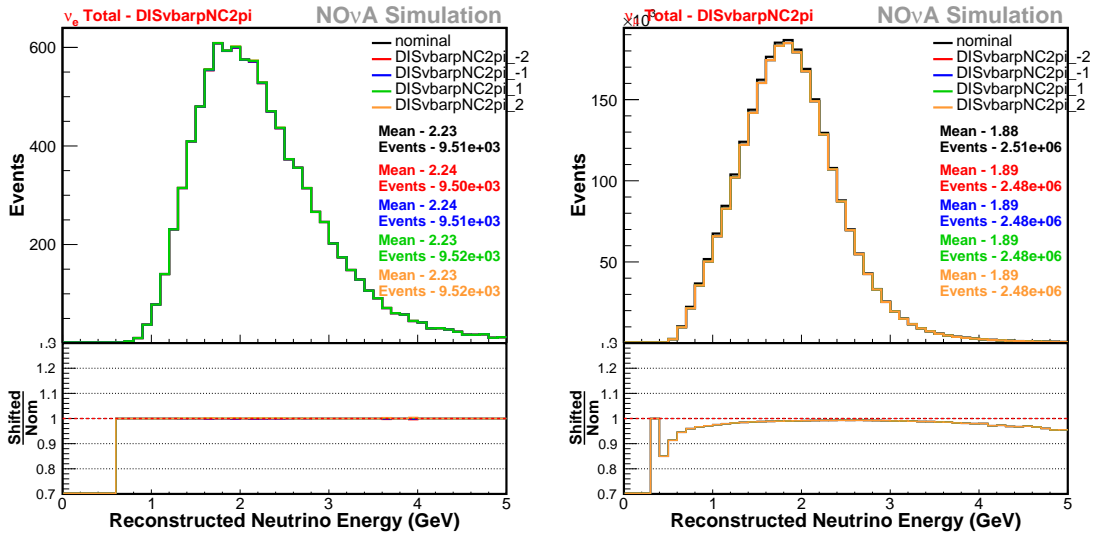 νe Total - DISvbarpNC2pi
NOνA Simulation
nominal
DISvbarpNC2pi_-2
DISvbarpNC2pi_-1
DISvbarpNC2pi_1
DISvbarpNC2pi_2
Mean - 2.23
Events - 9.51e+03
Mean - 2.24
Events - 9.50e+03
Mean - 2.24
Events - 9.51e+03
Mean - 2.23
Events - 9.52e+03
Mean - 2.23
Events - 9.52e+03
Events
600
400
200
Shifted
Nom
1.3
1.2
1.1
1
0.9
0.8
0.7
0 1 2 3 4 5
Reconstructed Neutrino Energy (GeV)
×10³
Total - DISvbarpNC2pi
NOνA Simulation
nominal
DISvbarpNC2pi_-2
DISvbarpNC2pi_-1
DISvbarpNC2pi_1
DISvbarpNC2pi_2
Mean - 1.88
Events - 2.51e+06
Mean - 1.89
Events - 2.48e+06
Mean - 1.89
Events - 2.48e+06
Mean - 1.89
Events - 2.48e+06
Mean - 1.89
Events - 2.48e+06
Events
150
100
50
Shifted
Nom
1.3
1.2
1.1
1
0.9
0.8
0.7
0 1 2 3 4 5
Reconstructed Neutrino Energy (GeV)